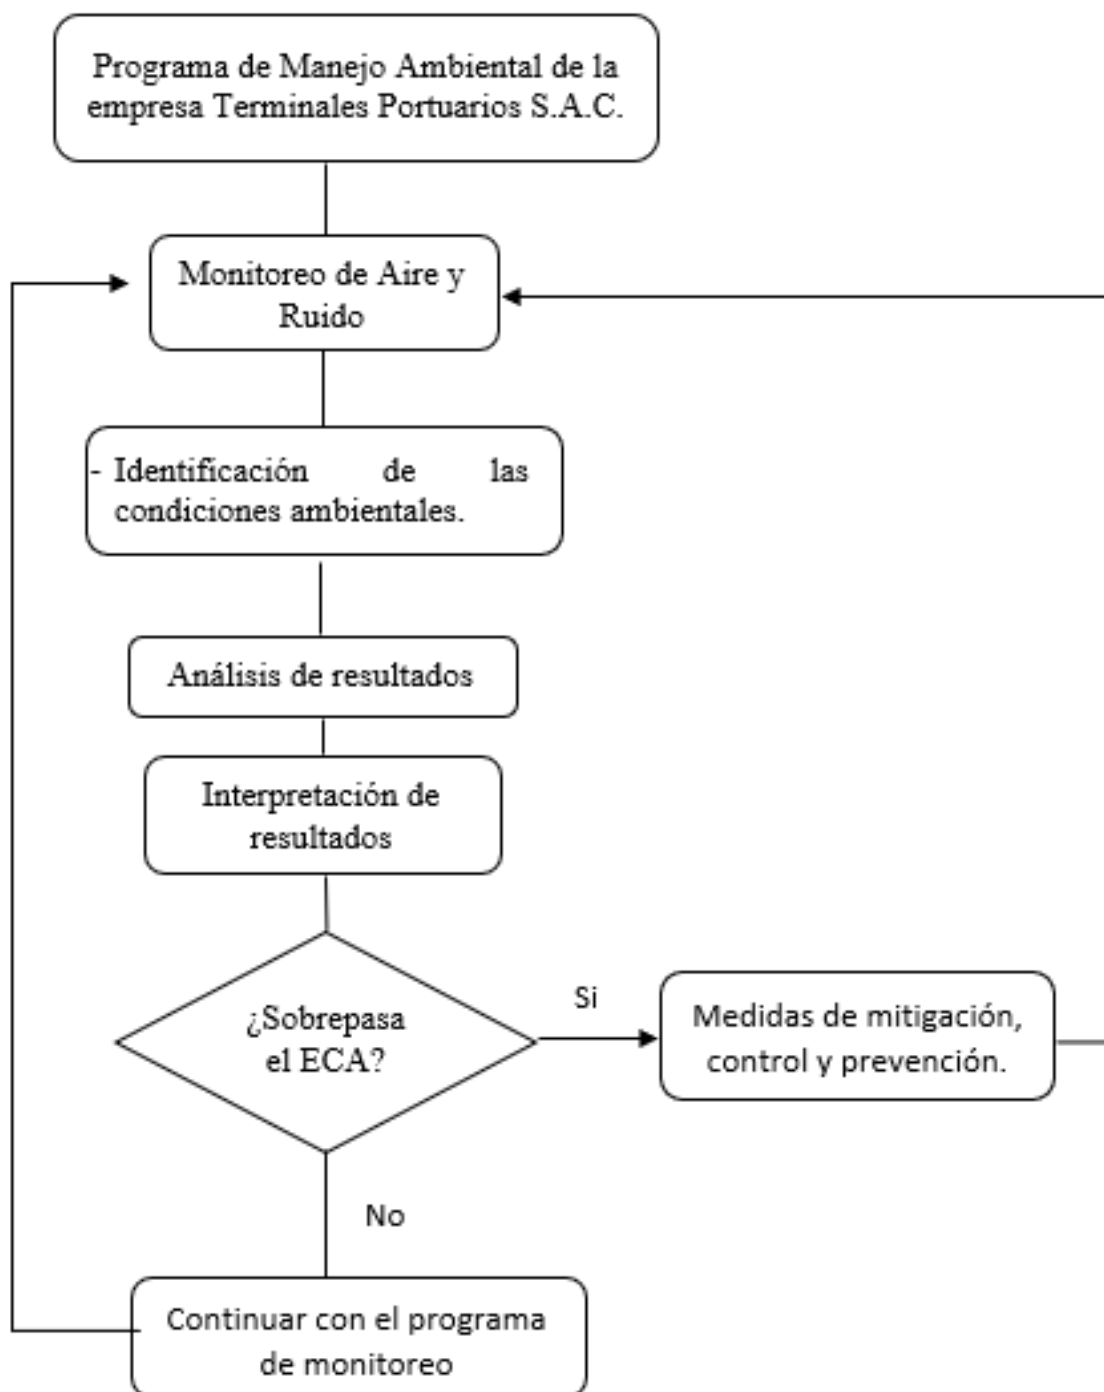 Programa de Manejo Ambiental de la
empresa Terminales Portuarios S.A.C.
Monitoreo de Aire y
Ruido
- Identificación de las
condiciones ambientales.
Análisis de resultados
Interpretación de
resultados
¿Sobrepasa
el ECA?
Si
Medidas de mitigación,
control y prevención.
No
Continuar con el programa
de monitoreo